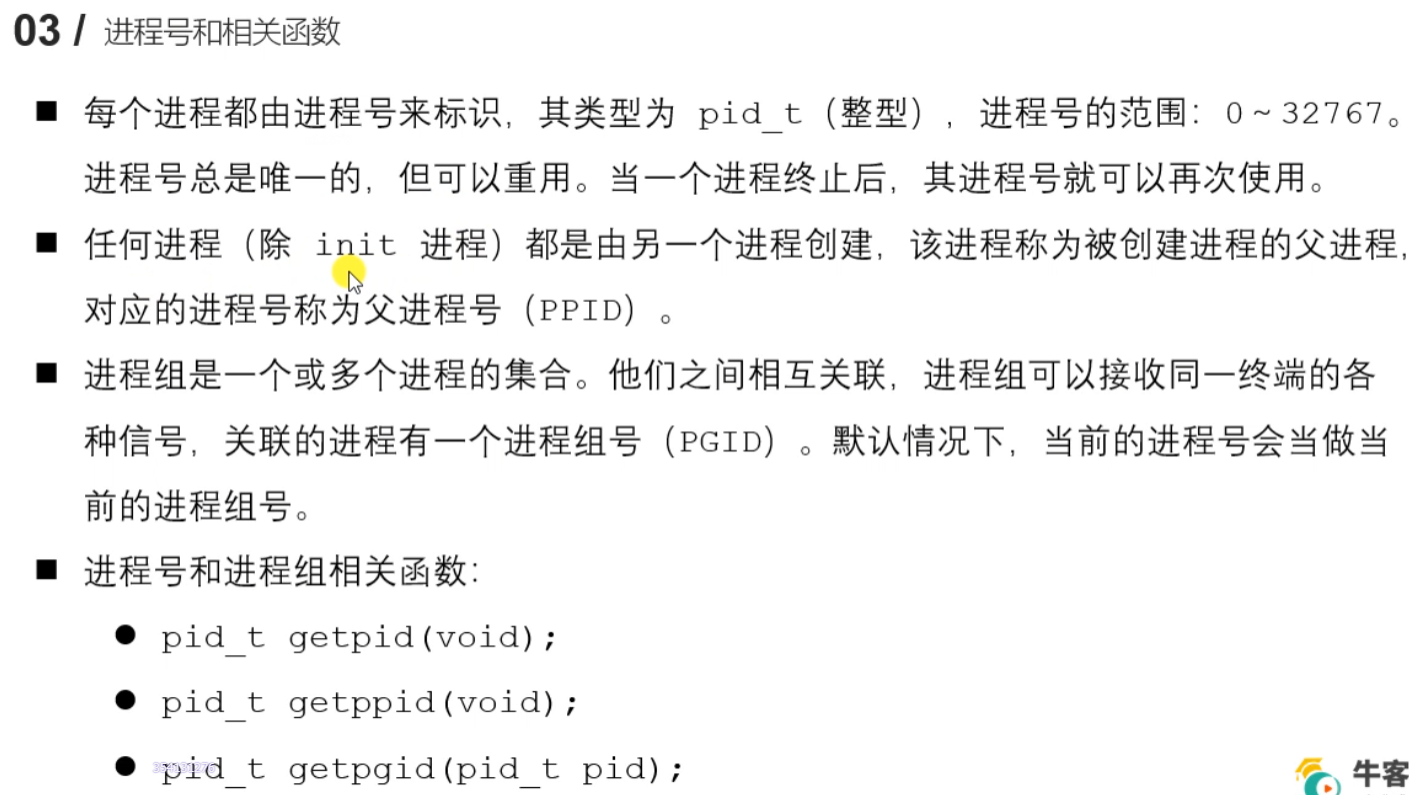 03 / 进程号和相关函数
■ 每个进程都由进程号来标识，其类型为 pid_t（整型），进程号的范围：0～32767。
进程号总是唯一的，但可以重用。当一个进程终止后，其进程号就可以再次使用。
■ 任何进程（除 init 进程）都是由另一个进程创建，该进程称为被创建进程的父进程，
对应的进程号称为父进程号（PPID）。
■ 进程组是一个或多个进程的集合。他们之间相互关联，进程组可以接收同一终端的各
种信号，关联的进程有一个进程组号（PGID）。默认情况下，当前的进程号会当做当
前的进程组号。
■ 进程号和进程组相关函数：
● pid_t getpid(void);
● pid_t getppid(void);
● pid_t getpgid(pid_t pid);
牛客